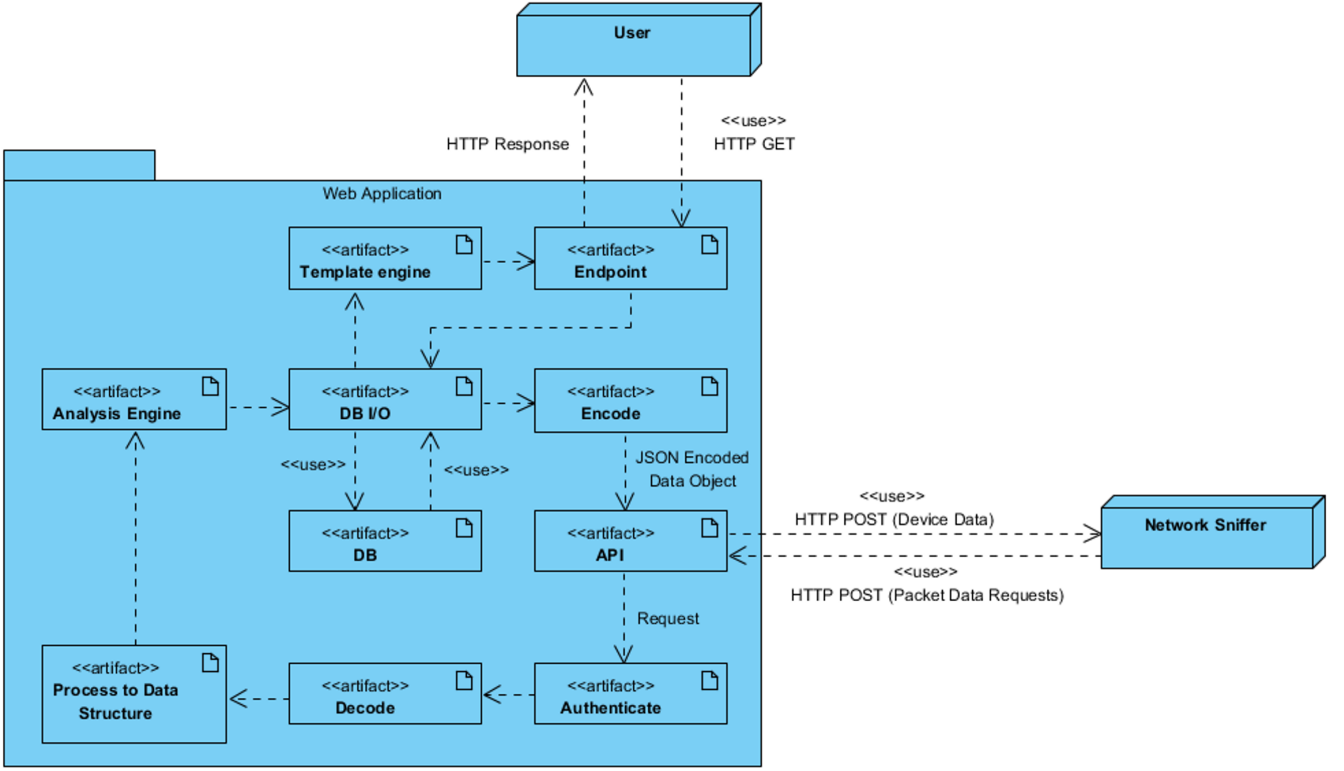 User
<<use>>
HTTP Response
HTTP GET
Web Application
<<artifact>>
Template engine
<<artifact>>
Endpoint
<<artifact>>
Analysis Engine
<<artifact>>
DB I/O
<<artifact>>
Encode
<<use>>
<<use>>
JSON Encoded
Data Object
<<artifact>>
DB
<<artifact>>
API
<<use>>
HTTP POST (Device Data)
Network Sniffer
<<use>>
HTTP POST (Packet Data Requests)
Request
<<artifact>>
Process to Data
Structure
<<artifact>>
Decode
<<artifact>>
Authenticate